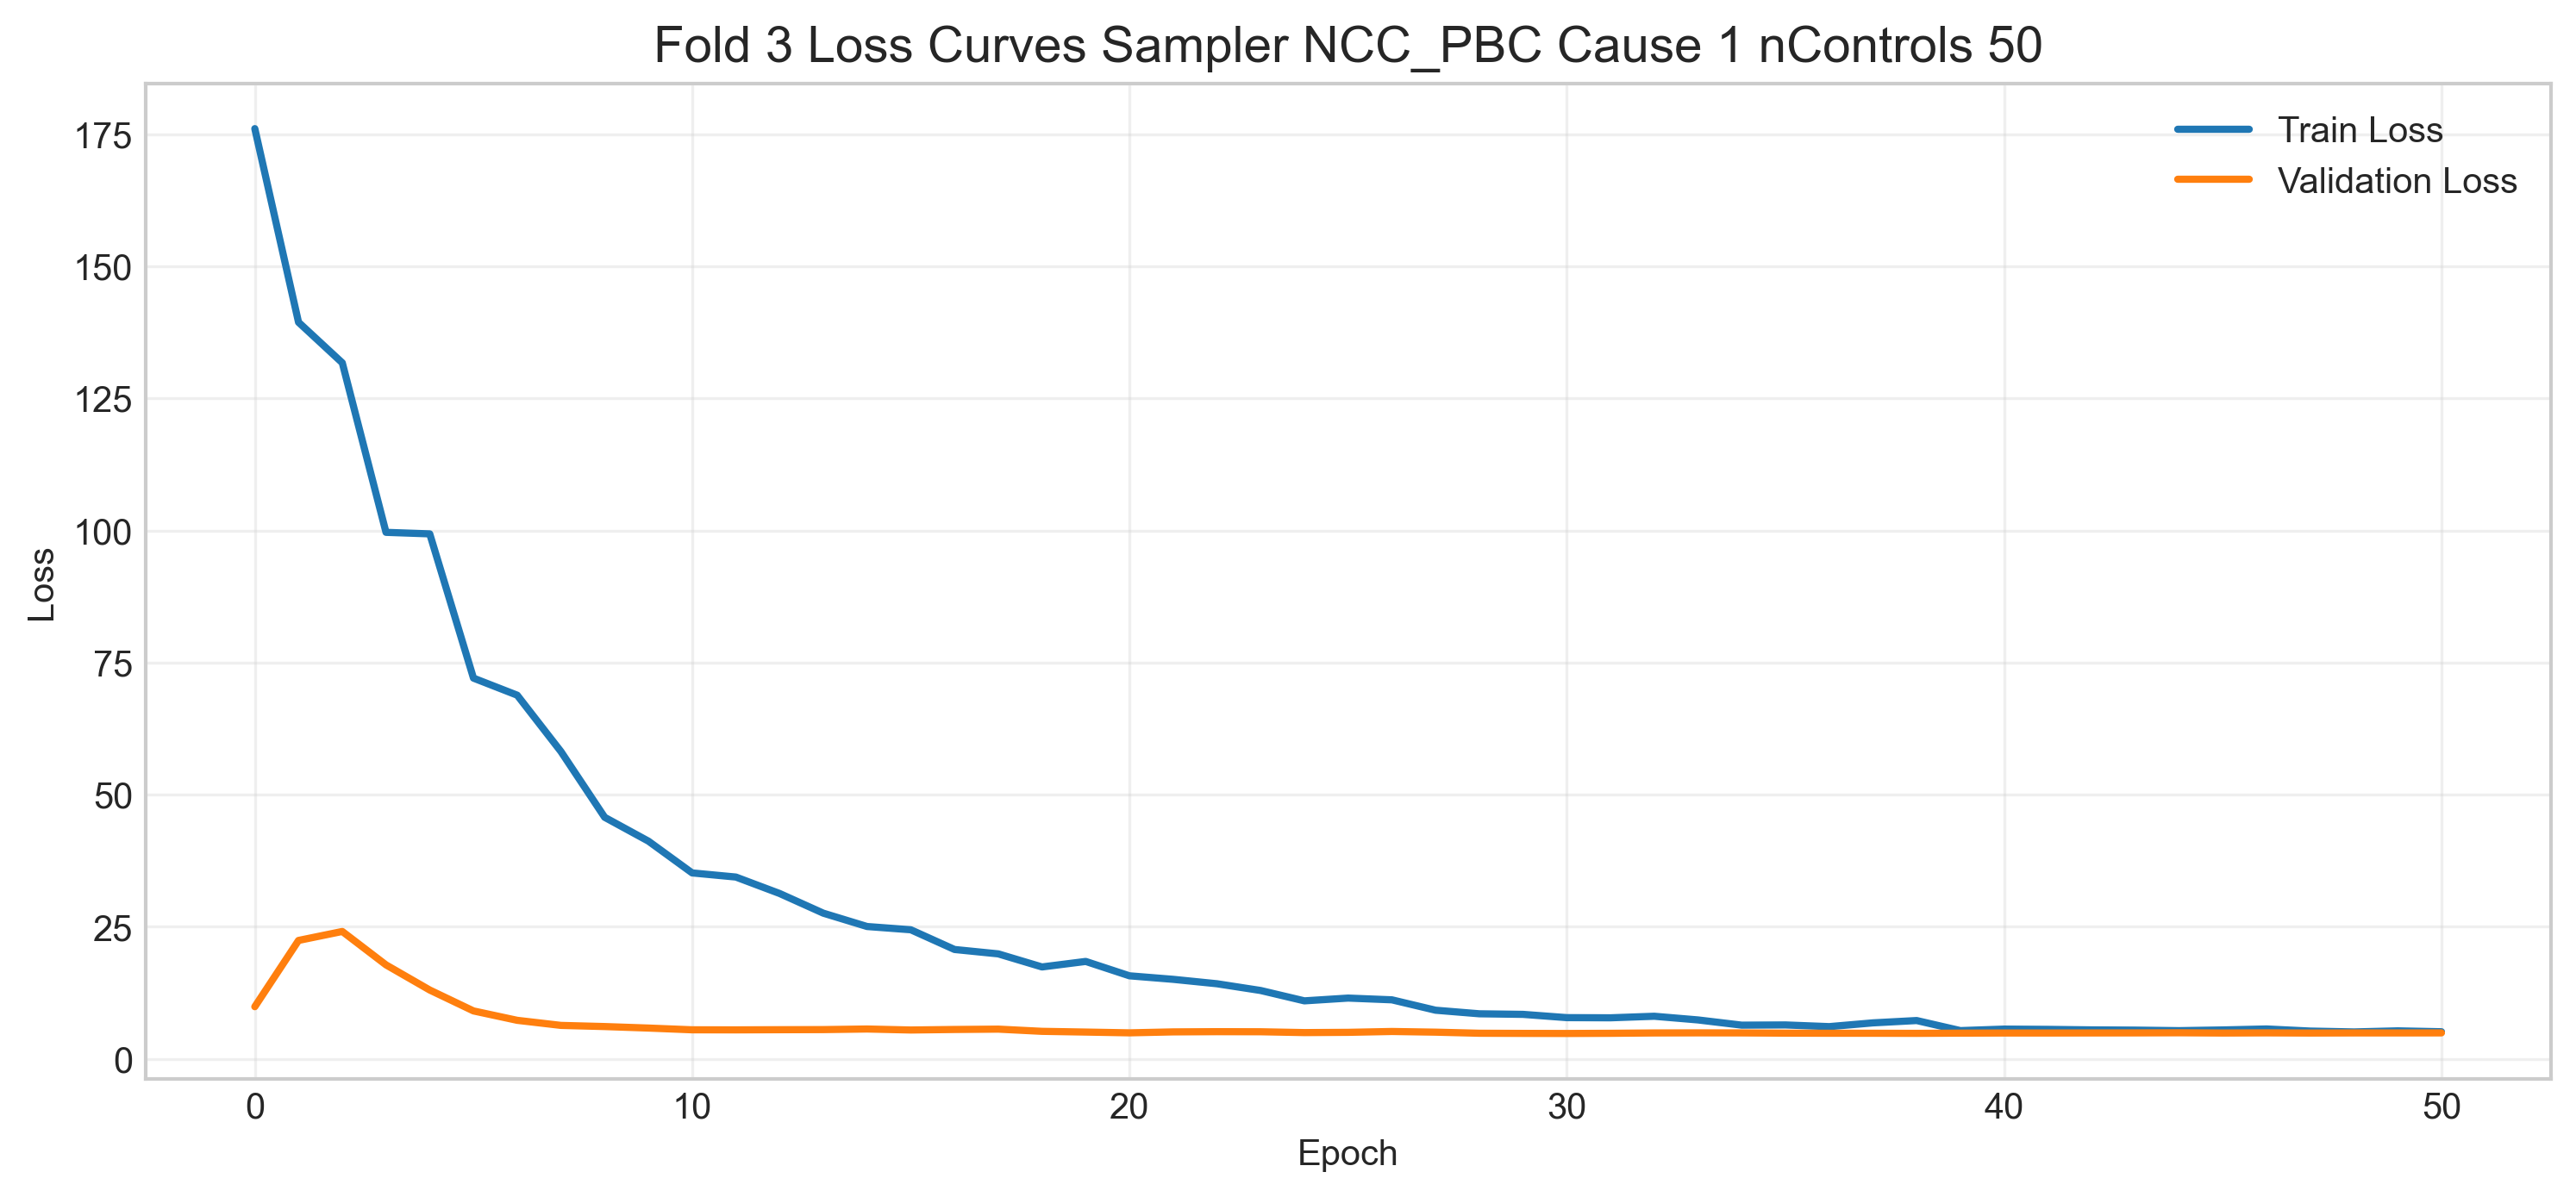 Fold 3 Loss Curves Sampler NCC_PBC Cause 1 nControls 50
Train Loss
Validation Loss
175
150
125
100
75
50
25
0
Loss
0 10 20 30 40 50
Epoch